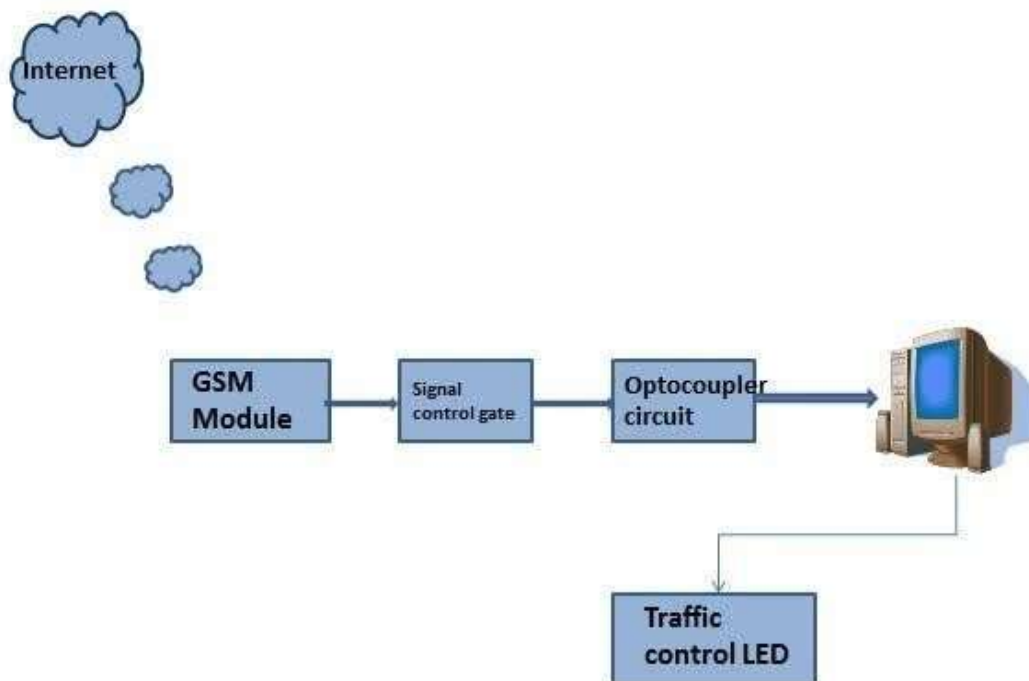 Internet
GSM
Module
Signal
control gate
Optocoupler
circuit
Traffic
control LED